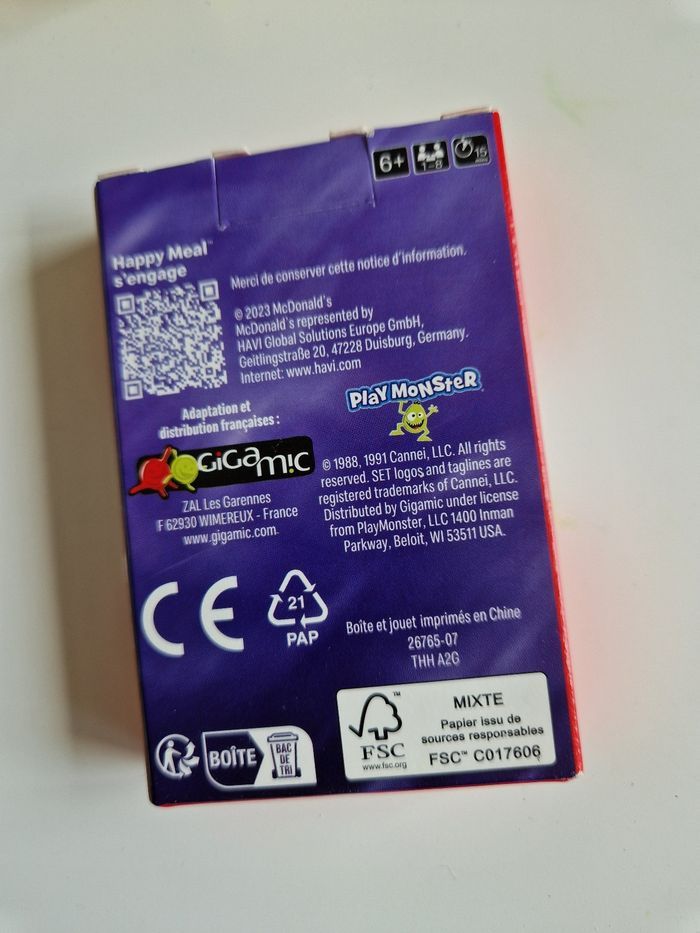 6+
1-8
15
Happy Meal™
s'engage
Merci de conserver cette notice d'information.
© 2023 McDonald's
McDonald's represented by
HAVI Global Solutions Europe GmbH,
Geitlingstraße 20, 47228 Duisburg, Germany.
Internet: www.havi.com
Adaptation et
distribution françaises :
GiGamic
ZAL Les Garennes
F 62930 WIMEREUX - France
www.gigamic.com
PlaY MoNSteR
© 1988, 1991 Cannei, LLC. All rights
reserved. SET logos and taglines are
registered trademarks of Cannei, LLC.
Distributed by Gigamic under license
from PlayMonster, LLC 1400 Inman
Parkway, Beloit, WI 53511 USA.
CE
21
PAP
Boîte et jouet imprimés en Chine
26765-07
THH A2G
BOÎTE
BAC
DE
TRI
FSC
www.fsc.org
MIXTE
Papier issu de
sources responsables
FSC™ C017606